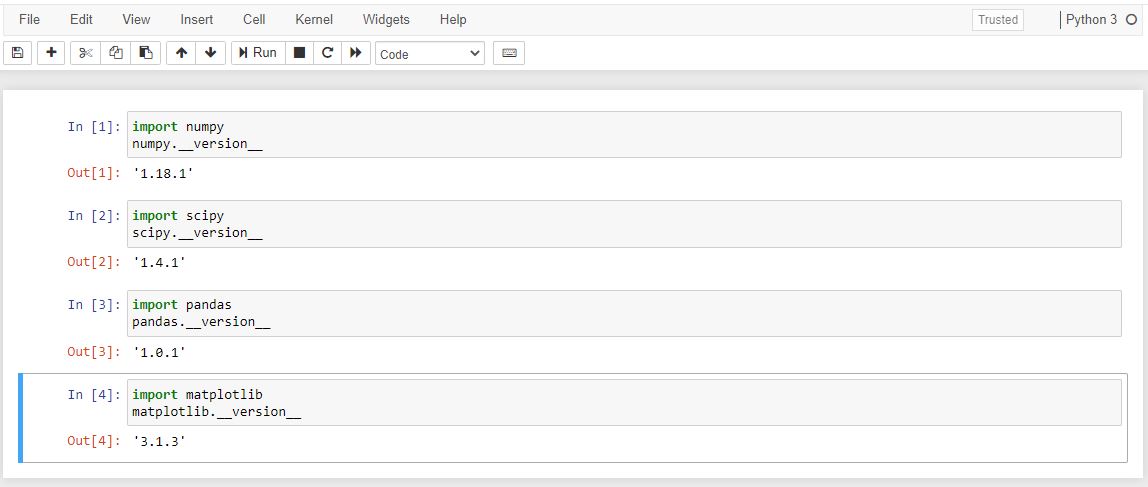 File Edit View Insert Cell Kernel Widgets Help Trusted Python 3
Run Code
In [1]: import numpy
numpy.__version__
Out[1]: '1.18.1'
In [2]: import scipy
scipy.__version__
Out[2]: '1.4.1'
In [3]: import pandas
pandas.__version__
Out[3]: '1.0.1'
In [4]: import matplotlib
matplotlib.__version__
Out[4]: '3.1.3'